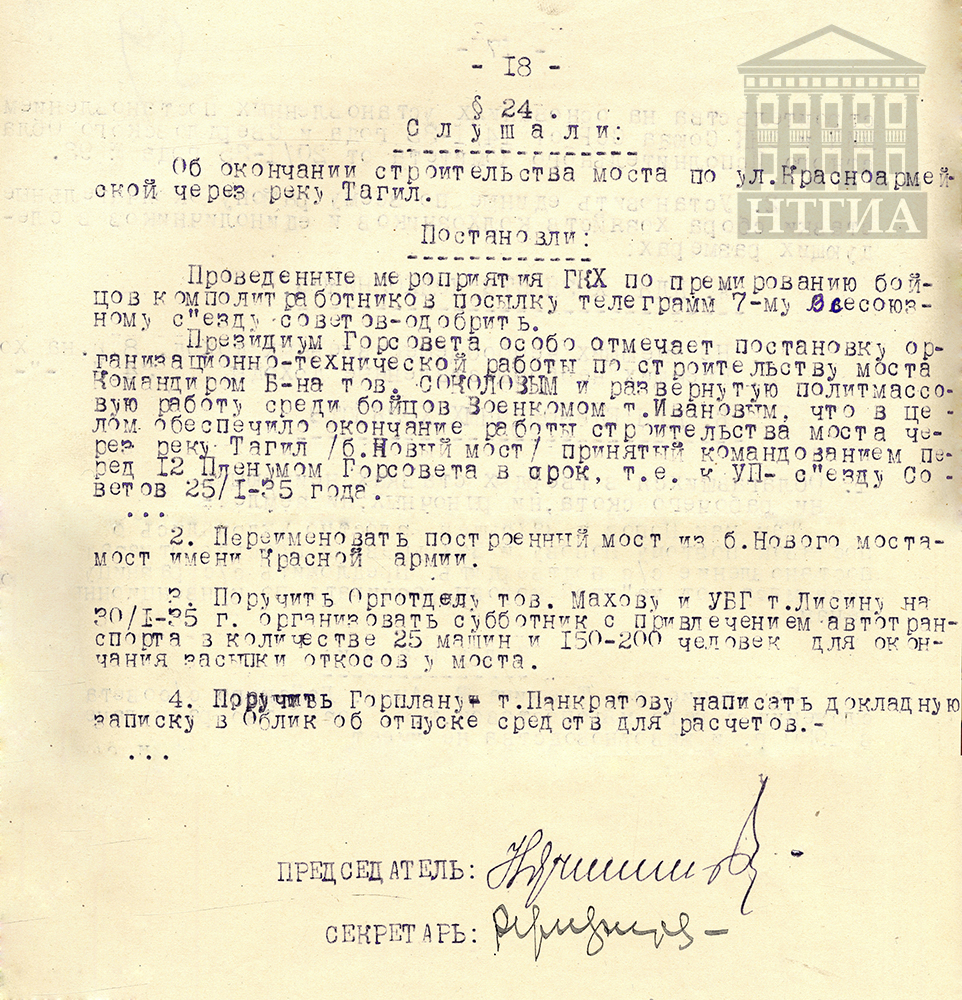 - 18 -
НТГИА
§ 24.
Слушали:
Об окончании строительства моста по ул.Красноармей-
ской через реку Тагил.
Постановли:
Проведенные мероприятия ГКХ по премированию бой-
цов комполитработников посылку телеграмм 7-му Всесоюз-
ному с"езду советов-одобрить.
Президиум Горсовета особо отмечает постановку ор-
ганизационно-технической работы по строительству моста
Командиром Б-на тов. СОКОЛОВЫМ и развернутую политмассо-
вую работу среди бойцов Военкомом т.Ивановым, что в це-
лом обеспечило окончание работы строительства моста че-
рез реку Тагил /б.Новый мост/ принятый командованием пе-
ред 12 Пленумом Горсовета в срок, т.е. к УП- с"езду Со-
ветов 25/I-35 года.
...
2. Переименовать построенный мост из б.Нового моста-
мост имени Красной армии.
3. Поручить Орготделу тов. Махову и УБГ т.Лисину на
30/I-35 г. организовать субботник с привлечением автотран-
спорта в количестве 25 машин и 150-200 человек для окон-
чания засыпки откосов у моста.
4. Поручить Горплану- т.Панкратову написать докладную
записку в Облик об отпуске средств для расчетов.-
...
ПРЕДСЕДАТЕЛЬ:
СЕКРЕТАРЬ: